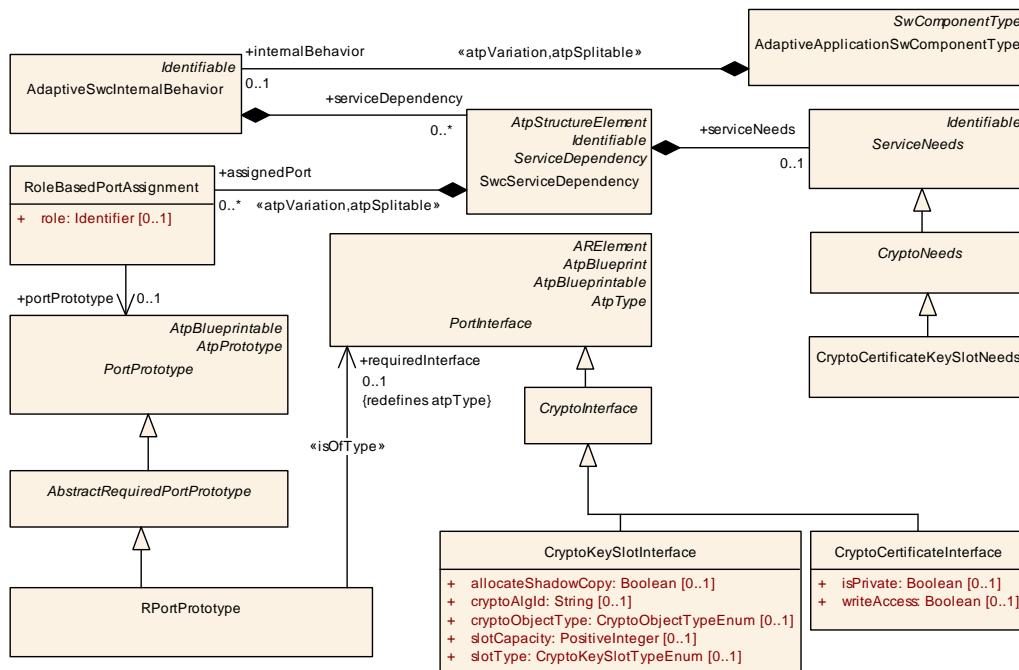 SwComponentType
AdaptiveApplicationSwComponentType
+internalBehavior
«atpVariation,atpSplitable»
0..1
Identifiable
AdaptiveSwcInternalBehavior
+serviceDependency
0..*
AtpStructureElement
Identifiable
ServiceDependency
SwcServiceDependency
+serviceNeeds
0..1
Identifiable
ServiceNeeds
RoleBasedPortAssignment
+ role: Identifier [0..1]
+assignedPort
0..*
«atpVariation,atpSplitable»
CryptoNeeds
ARElement
AtpBlueprint
AtpBlueprintable
AtpType
PortInterface
+portPrototype
0..1
AtpBlueprintable
AtpPrototype
PortPrototype
+requiredInterface
0..1
{redefines atpType}
CryptoCertificateKeySlotNeeds
CryptoInterface
«isOfType»
AbstractRequiredPortPrototype
RPortPrototype
CryptoKeySlotInterface
+ allocateShadowCopy: Boolean [0..1]
+ cryptoAlgId: String [0..1]
+ cryptoObjectType: CryptoObjectTypeEnum [0..1]
+ slotCapacity: PositiveInteger [0..1]
+ slotType: CryptoKeySlotTypeEnum [0..1]
CryptoCertificateInterface
+ isPrivate: Boolean [0..1]
+ writeAccess: Boolean [0..1]